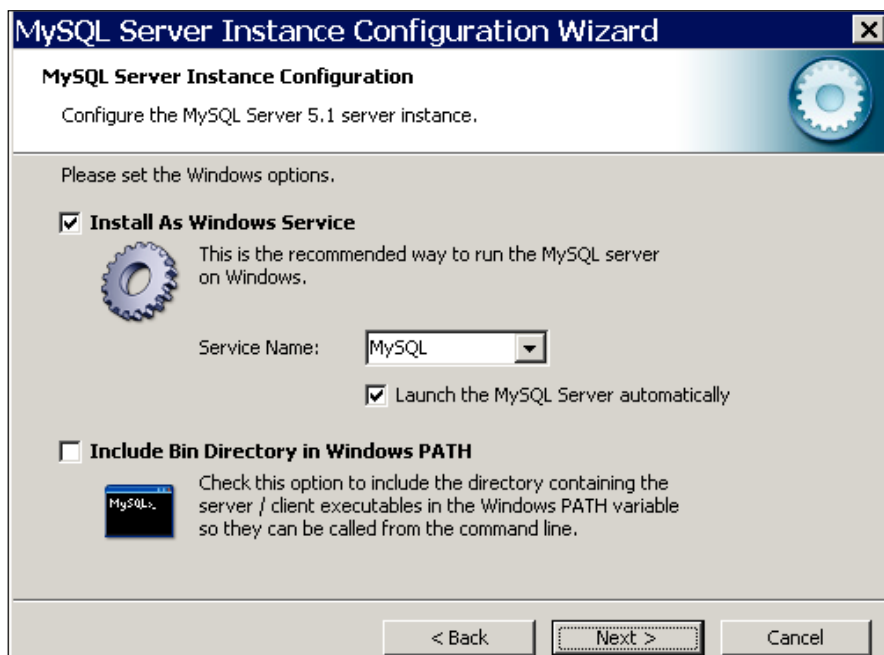 MySQL Server Instance Configuration Wizard
MySQL Server Instance Configuration
Configure the MySQL Server 5.1 server instance.
Please set the Windows options.
Install As Windows Service
This is the recommended way to run the MySQL server
on Windows.
Service Name: MySQL
Launch the MySQL Server automatically
Include Bin Directory in Windows PATH
Check this option to include the directory containing the
server / client executables in the Windows PATH variable
so they can be called from the command line.
MySQL>_
< Back Next > Cancel